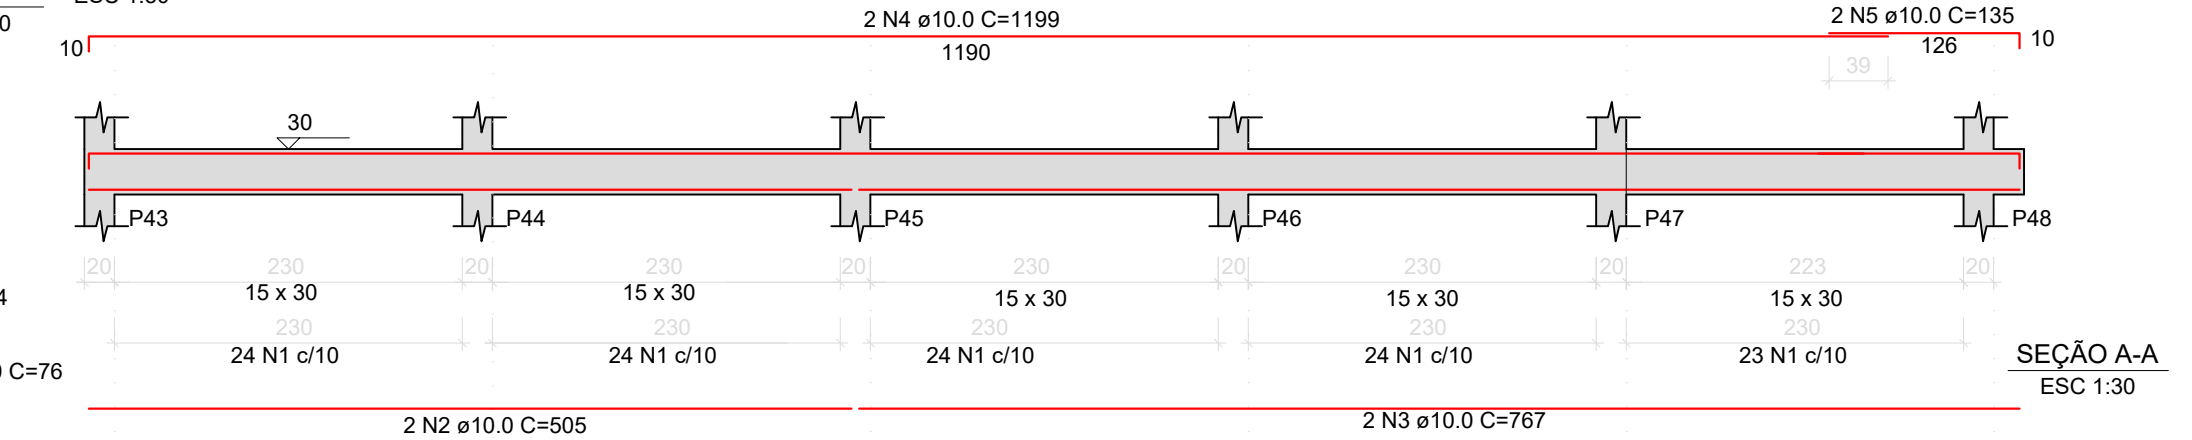 2 N4 ø10.0 C=1199
2 N5 ø10.0 C=135
10
1190
126
10
39
30
P43 P44 P45 P46 P47 P48
20 230 20 230 20 230 20 230 20 223 20
15 x 30 15 x 30 15 x 30 15 x 30 15 x 30
230 230 230 230 230
24 N1 c/10 24 N1 c/10 24 N1 c/10 24 N1 c/10 23 N1 c/10
C=76
SEÇÃO A-A
ESC 1:30
2 N2 ø10.0 C=505
2 N3 ø10.0 C=767